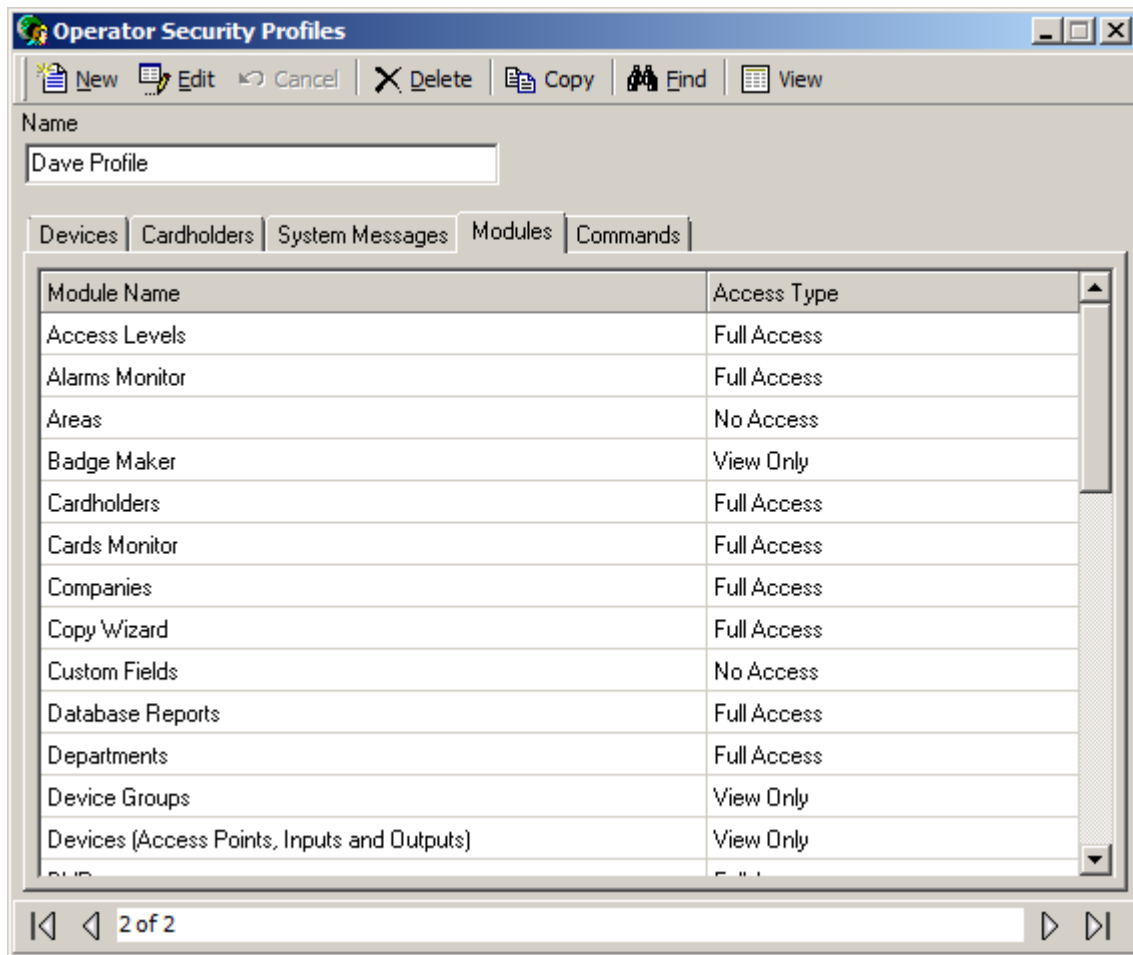 Operator Security Profiles
New Edit Cancel Delete Copy Find View
Name
Dave Profile
Devices Cardholders System Messages Modules Commands
Module Name Access Type
Access Levels Full Access
Alarms Monitor Full Access
Areas No Access
Badge Maker View Only
Cardholders Full Access
Cards Monitor Full Access
Companies Full Access
Copy Wizard Full Access
Custom Fields No Access
Database Reports Full Access
Departments Full Access
Device Groups View Only
Devices (Access Points, Inputs and Outputs) View Only
2 of 2